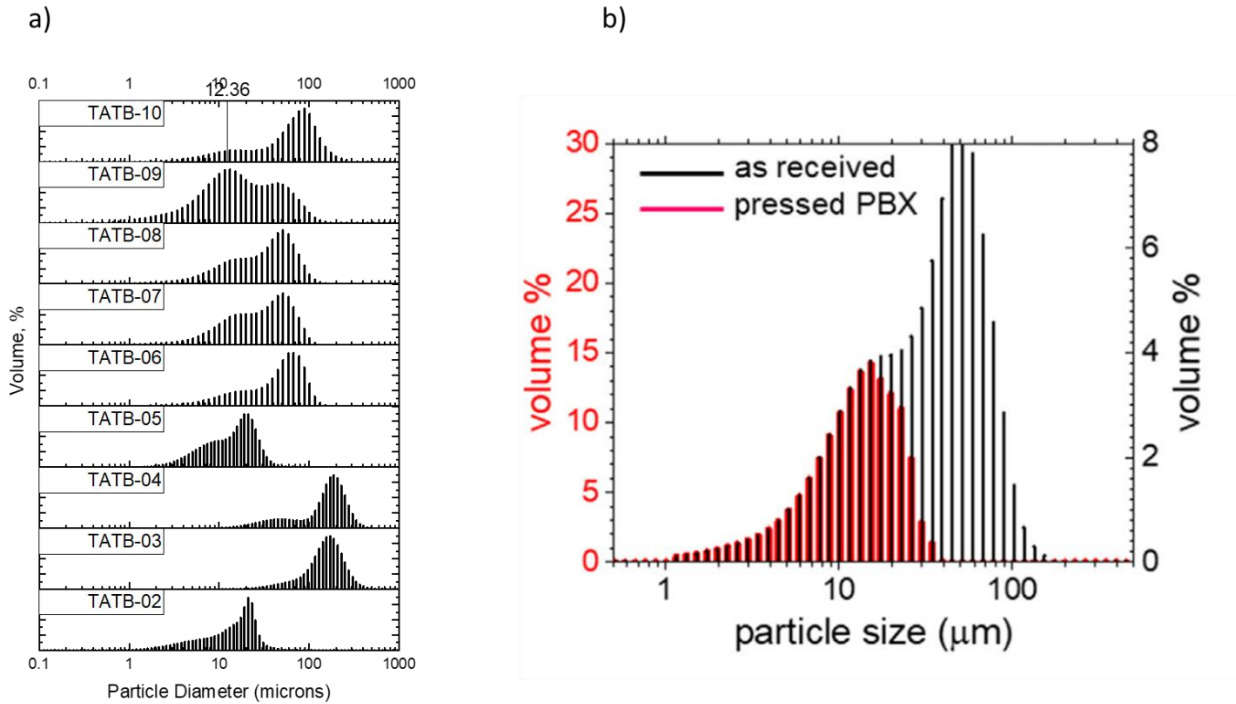 a)
b)
0.1 1 10 100 1000
12.36
TATB-10
TATB-09
TATB-08
TATB-07
TATB-06
TATB-05
TATB-04
TATB-03
TATB-02
Volume, %
0.1 1 10 100 1000
Particle Diameter (microns)
as received
pressed PBX
30
25
20
15
10
5
0
volume %
8
6
4
2
0
volume %
1 10 100
particle size (μm)